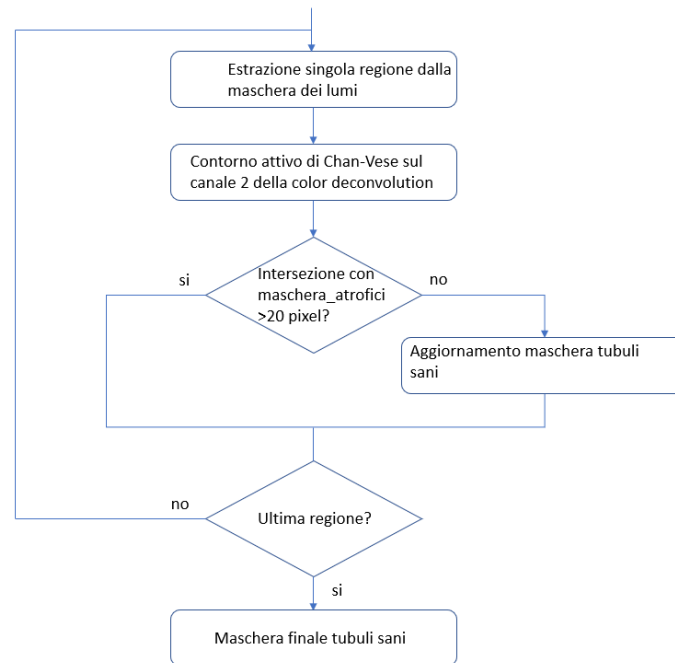 Estrazione singola regione dalla
maschera dei lumi
Contorno attivo di Chan-Vese sul
canale 2 della color deconvolution
si
Intersezione con
maschera_atrofici
>20 pixel?
no
Aggiornamento maschera tubuli
sani
no
Ultima regione?
si
Maschera finale tubuli sani